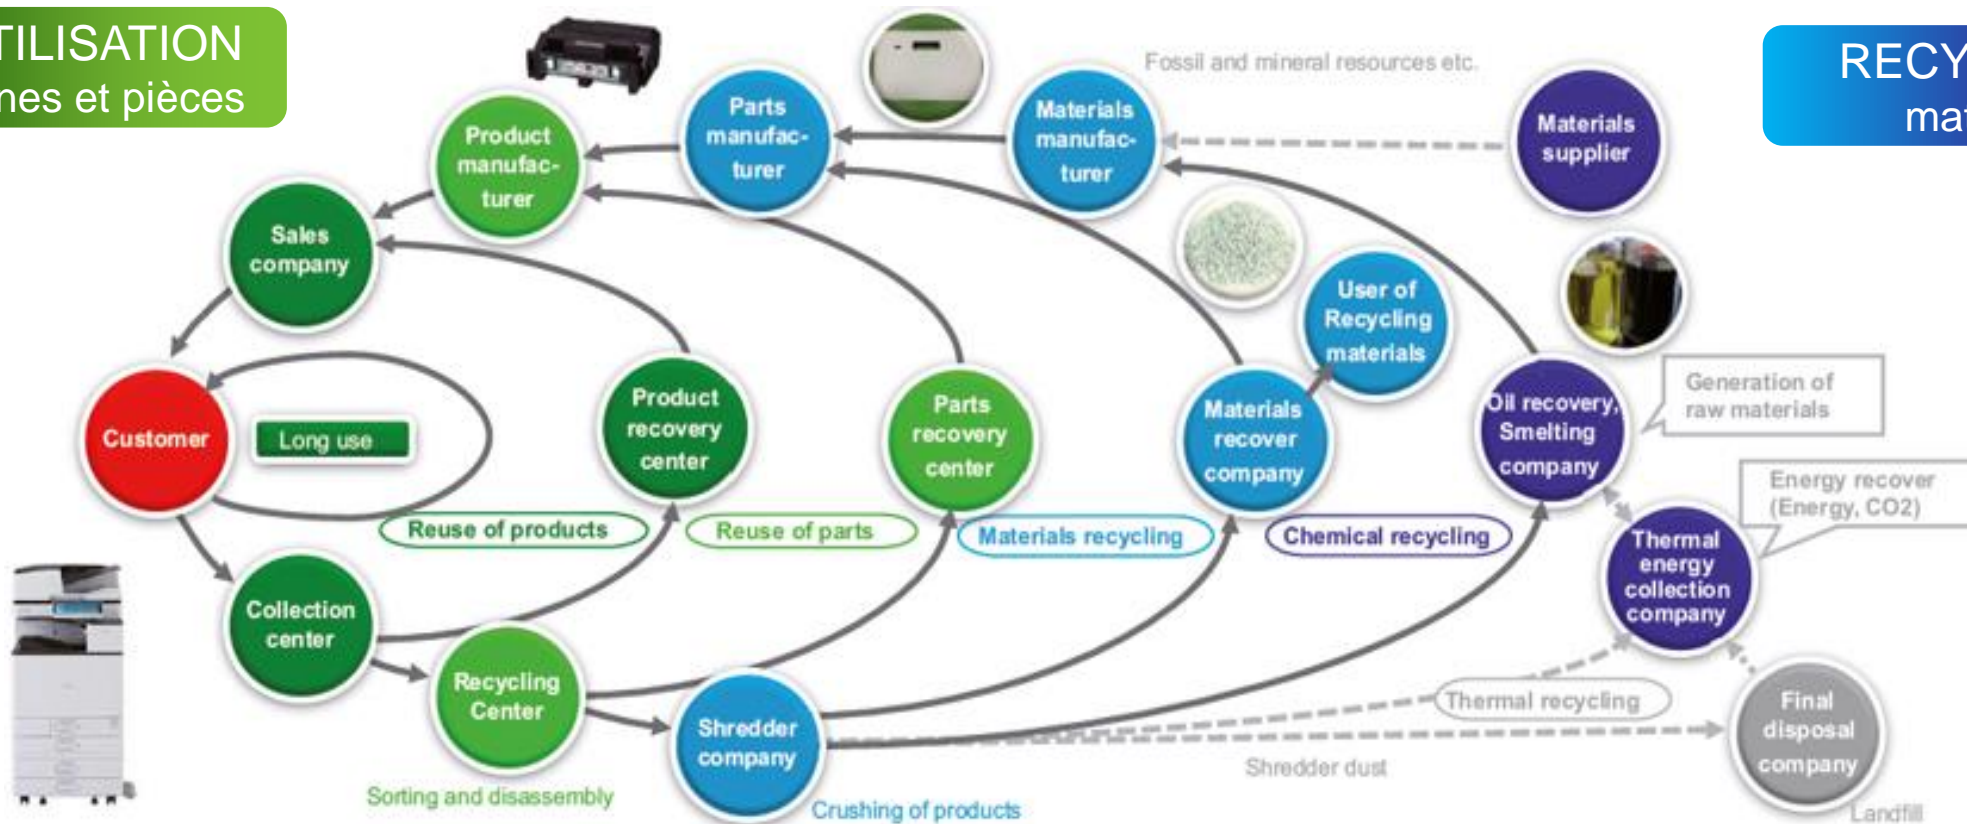 TILISATION
mes et pièces
RECY
mat
Fossil and mineral resources etc.
Product
manufac-
turer
Parts
manufac-
turer
Materials
manufac-
turer
Materials
supplier
Sales
company
User of
Recycling
materials
Customer
Long use
Product
recovery
center
Parts
recovery
center
Materials
recover
company
Oil recovery,
Smelting
company
Generation of
raw materials
Energy recover
(Energy, CO2)
Reuse of products
Reuse of parts
Materials recycling
Chemical recycling
Thermal
energy
collection
company
Collection
center
Recycling
Center
Shredder
company
Thermal recycling
Final
disposal
company
Shredder dust
Sorting and disassembly
Crushing of products
Landfill